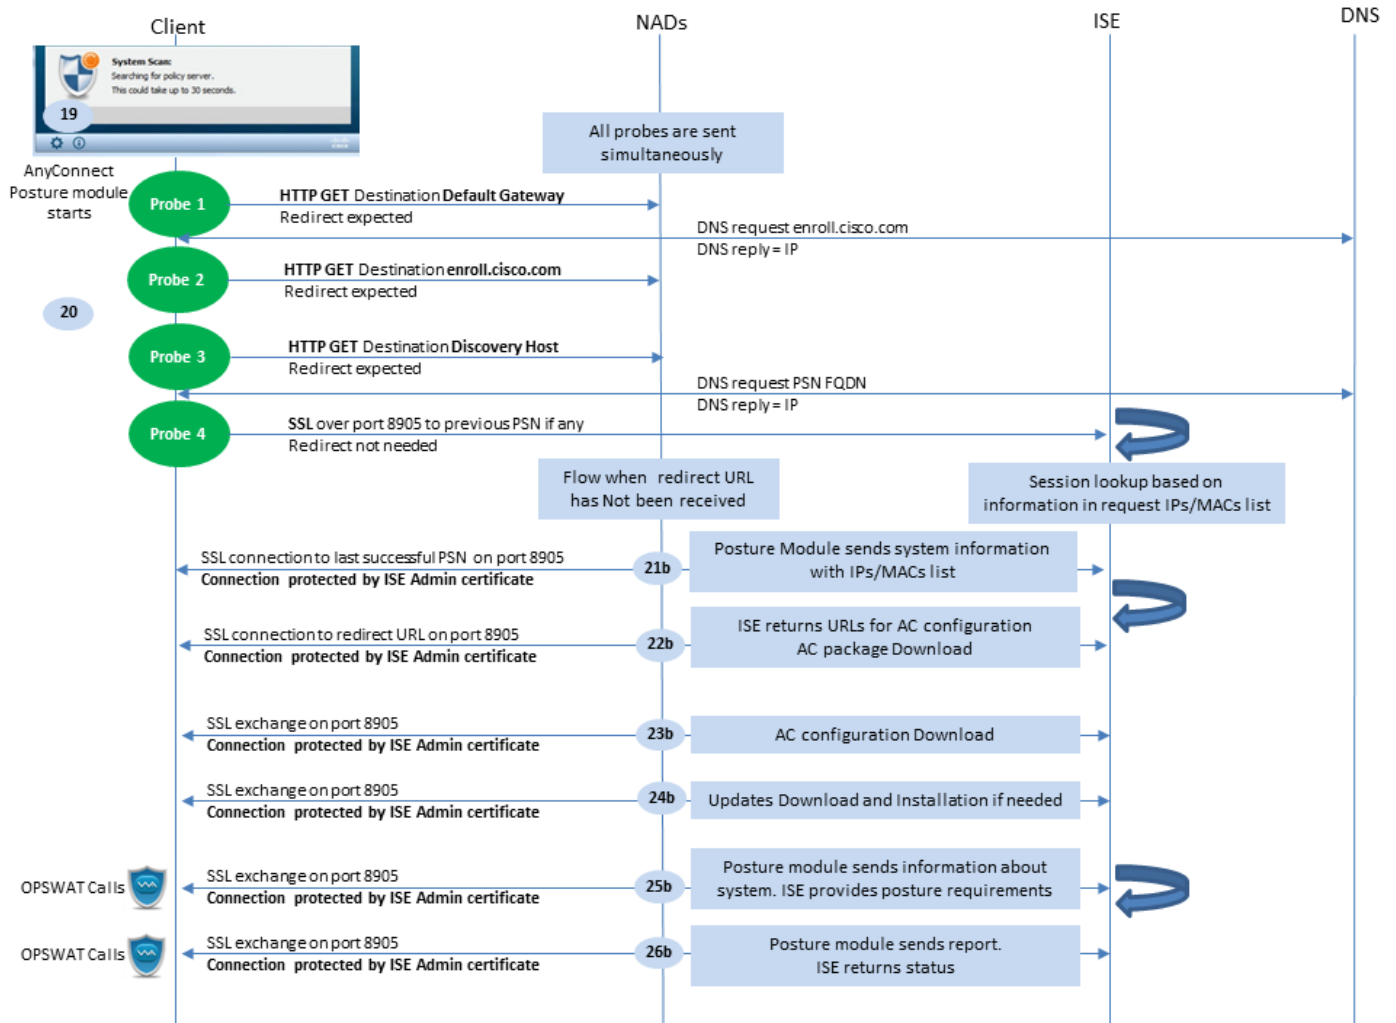 Client
NADs
ISE
DNS
System Scan:
Searching for policy server.
This could take up to 30 seconds.
19
All probes are sent
simultaneously
AnyConnect
Posture module
starts
Probe 1
HTTP GET Destination Default Gateway
Redirect expected
DNS request enroll.cisco.com
DNS reply = IP
Probe 2
HTTP GET Destination enroll.cisco.com
Redirect expected
20
Probe 3
HTTP GET Destination Discovery Host
Redirect expected
DNS request PSN FQDN
DNS reply = IP
Probe 4
SSL over port 8905 to previous PSN if any
Redirect not needed
Flow when redirect URL
has Not been received
Session lookup based on
information in request IPs/MACs list
SSL connection to last successful PSN on port 8905
Connection protected by ISE Admin certificate
21b
Posture Module sends system information
with IPs/MACs list
SSL connection to redirect URL on port 8905
Connection protected by ISE Admin certificate
22b
ISE returns URLs for AC configuration
AC package Download
SSL exchange on port 8905
Connection protected by ISE Admin certificate
23b
AC configuration Download
SSL exchange on port 8905
Connection protected by ISE Admin certificate
24b
Updates Download and Installation if needed
OPSWAT Calls
SSL exchange on port 8905
Connection protected by ISE Admin certificate
25b
Posture module sends information about
system. ISE provides posture requirements
OPSWAT Calls
SSL exchange on port 8905
Connection protected by ISE Admin certificate
26b
Posture module sends report.
ISE returns status